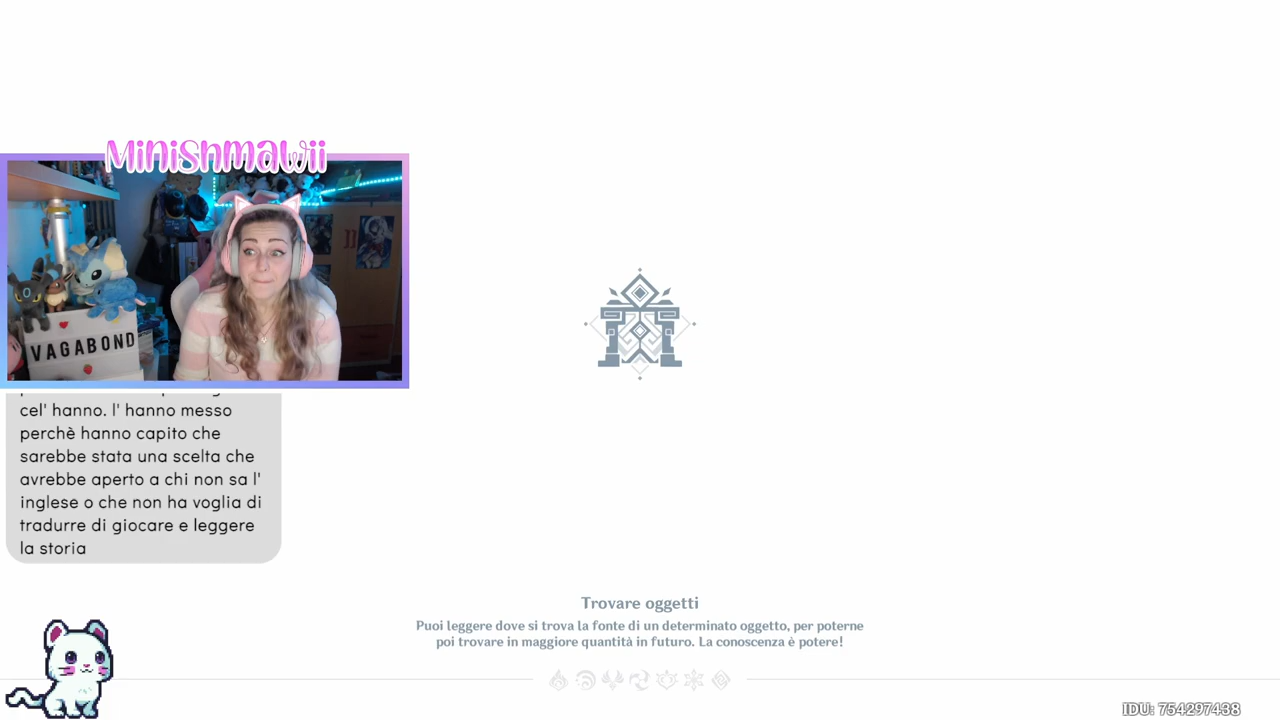 Minishmawii
VAGABOND
cel' hanno. l' hanno messo
perchè hanno capito che
sarebbe stata una scelta che
avrebbe aperto a chi non sa l'
inglese o che non ha voglia di
tradurre di giocare e leggere
la storia
Trovare oggetti
Puoi leggere dove si trova la fonte di un determinato oggetto, per poterne
poi trovare in maggiore quantità in futuro. La conoscenza è potere!
IDU: 754297438